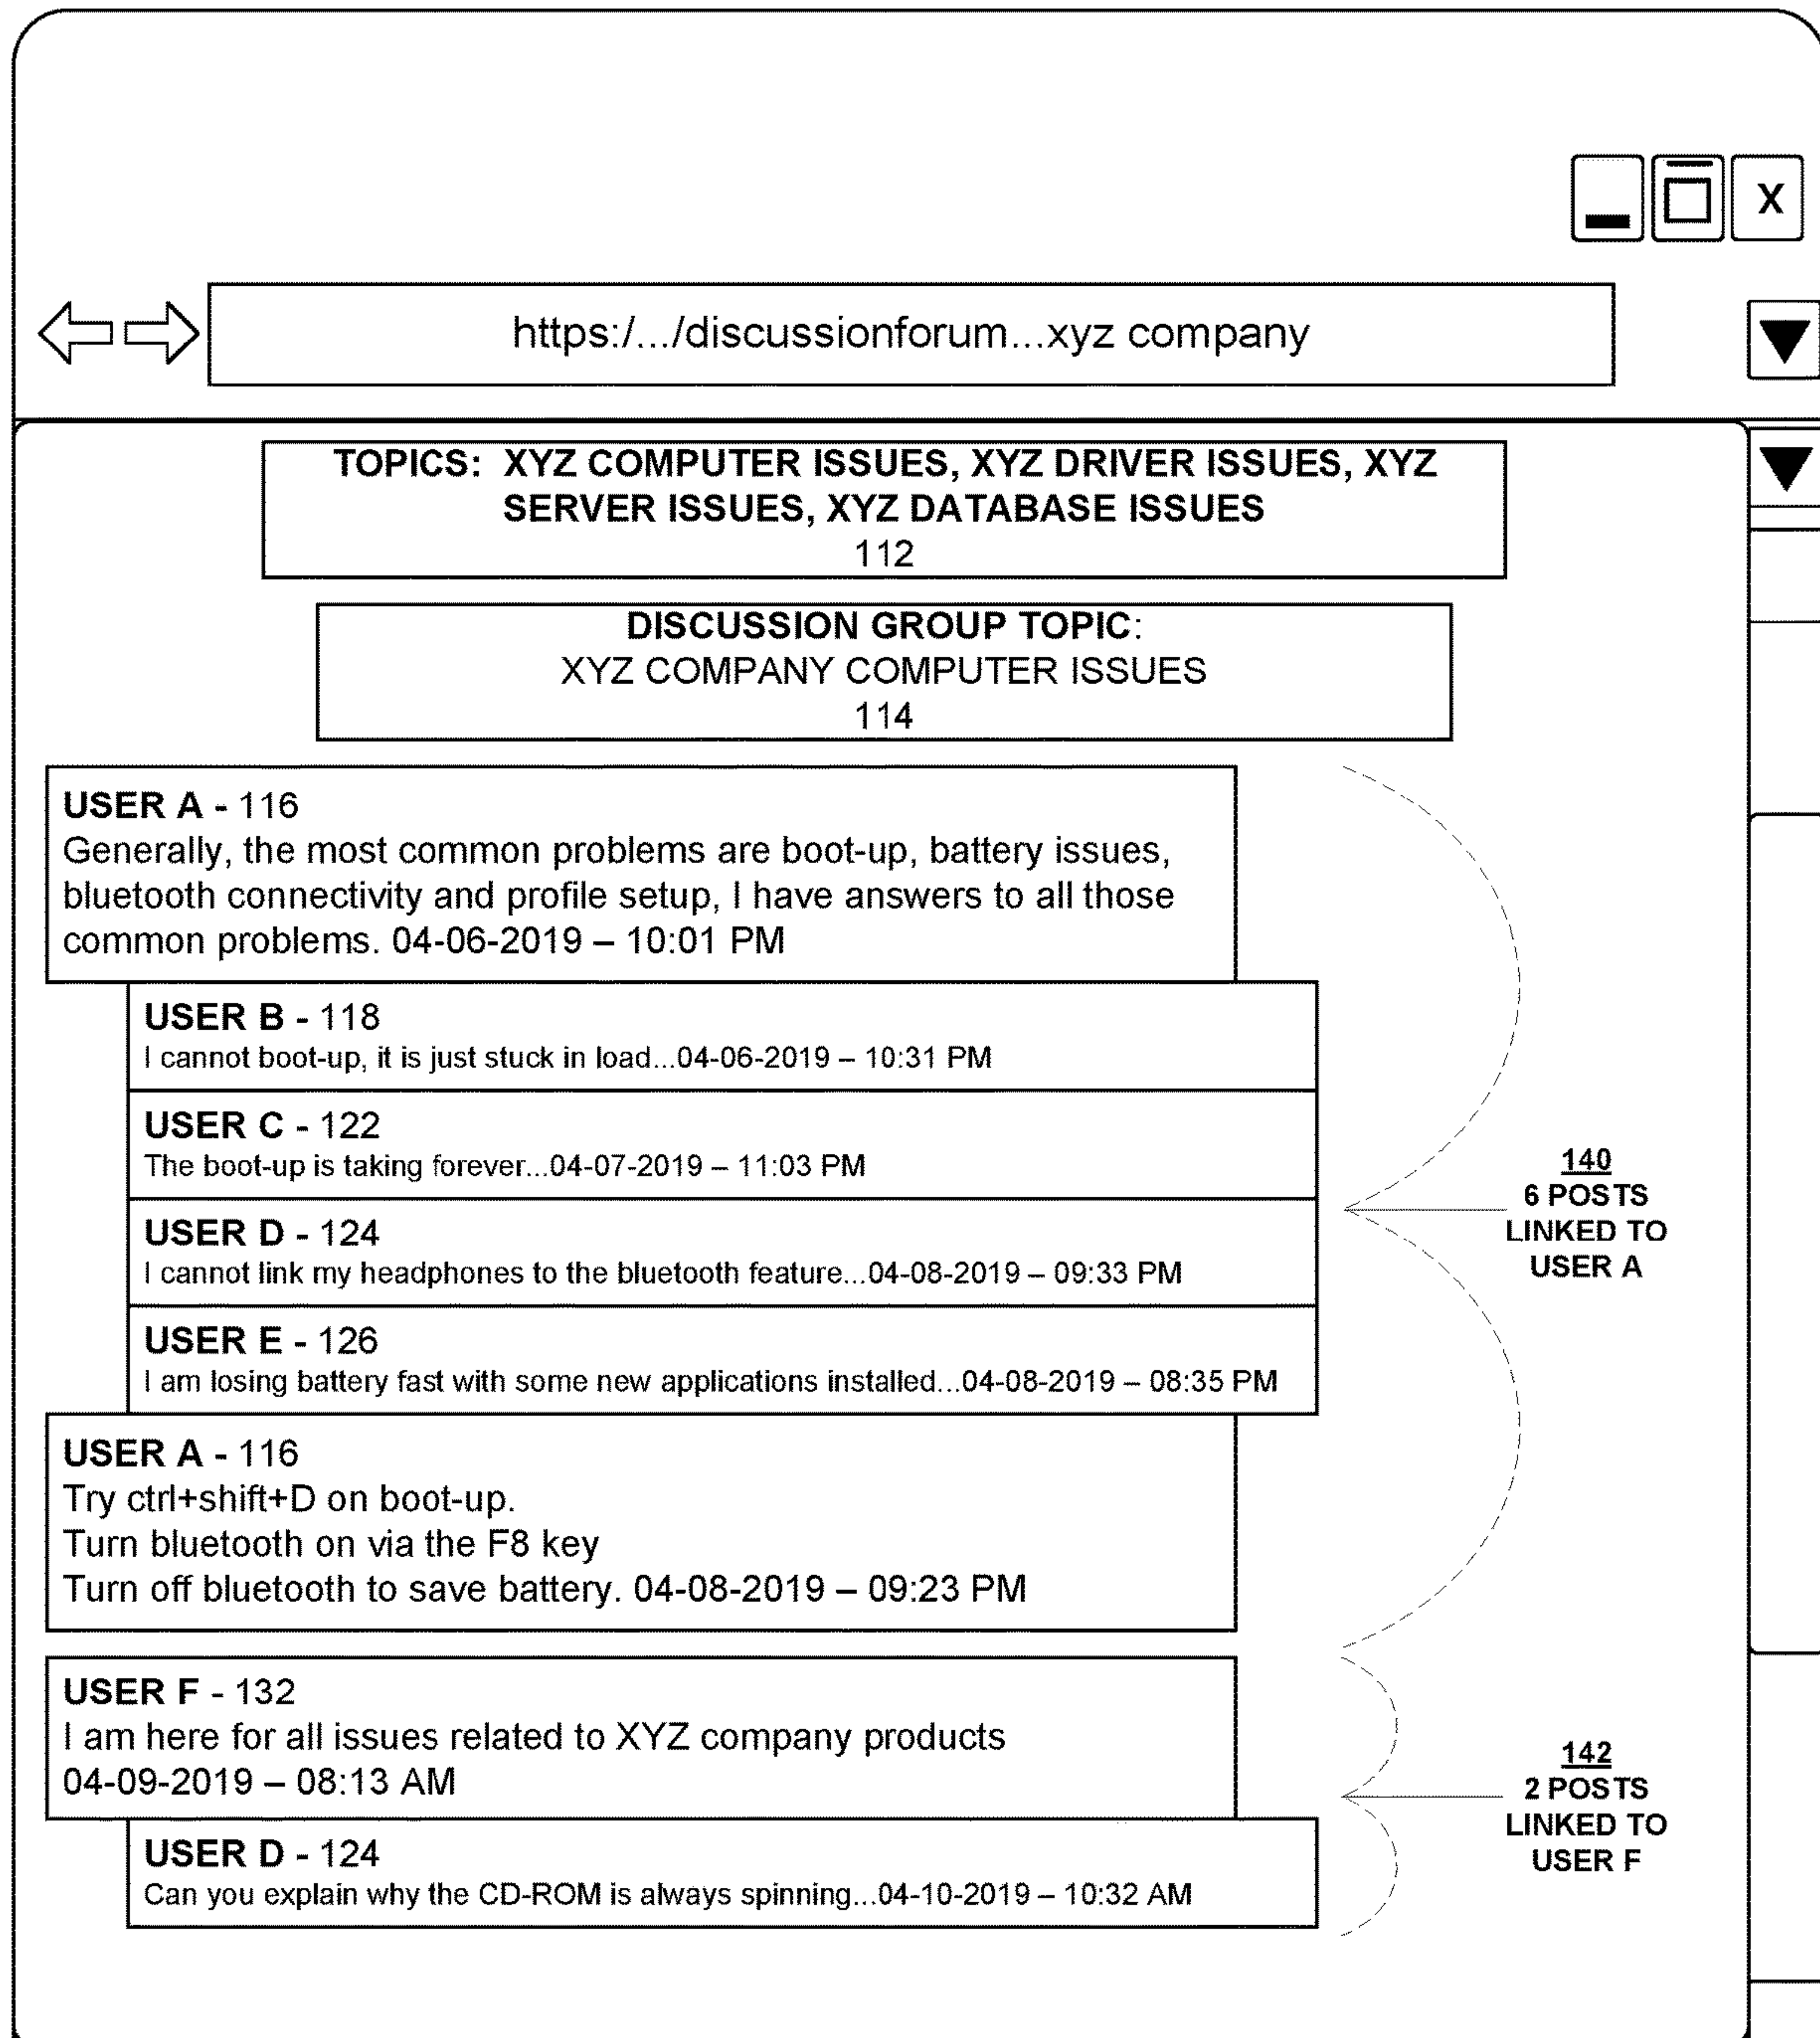 X
https:/.../discussionforum...xyz company
TOPICS: XYZ COMPUTER ISSUES, XYZ DRIVER ISSUES, XYZ
SERVER ISSUES, XYZ DATABASE ISSUES
112
DISCUSSION GROUP TOPIC:
XYZ COMPANY COMPUTER ISSUES
114
USER A - 116
Generally, the most common problems are boot-up, battery issues,
bluetooth connectivity and profile setup, I have answers to all those
common problems. 04-06-2019 – 10:01 PM
USER B - 118
I cannot boot-up, it is just stuck in load...04-06-2019 – 10:31 PM
USER C - 122
The boot-up is taking forever...04-07-2019 – 11:03 PM
USER D - 124
I cannot link my headphones to the bluetooth feature...04-08-2019 – 09:33 PM
USER E - 126
I am losing battery fast with some new applications installed...04-08-2019 – 08:35 PM
USER A - 116
Try ctrl+shift+D on boot-up.
Turn bluetooth on via the F8 key
Turn off bluetooth to save battery. 04-08-2019 – 09:23 PM
140
6 POSTS
LINKED TO
USER A
USER F - 132
I am here for all issues related to XYZ company products
04-09-2019 – 08:13 AM
USER D - 124
Can you explain why the CD-ROM is always spinning...04-10-2019 – 10:32 AM
142
2 POSTS
LINKED TO
USER F